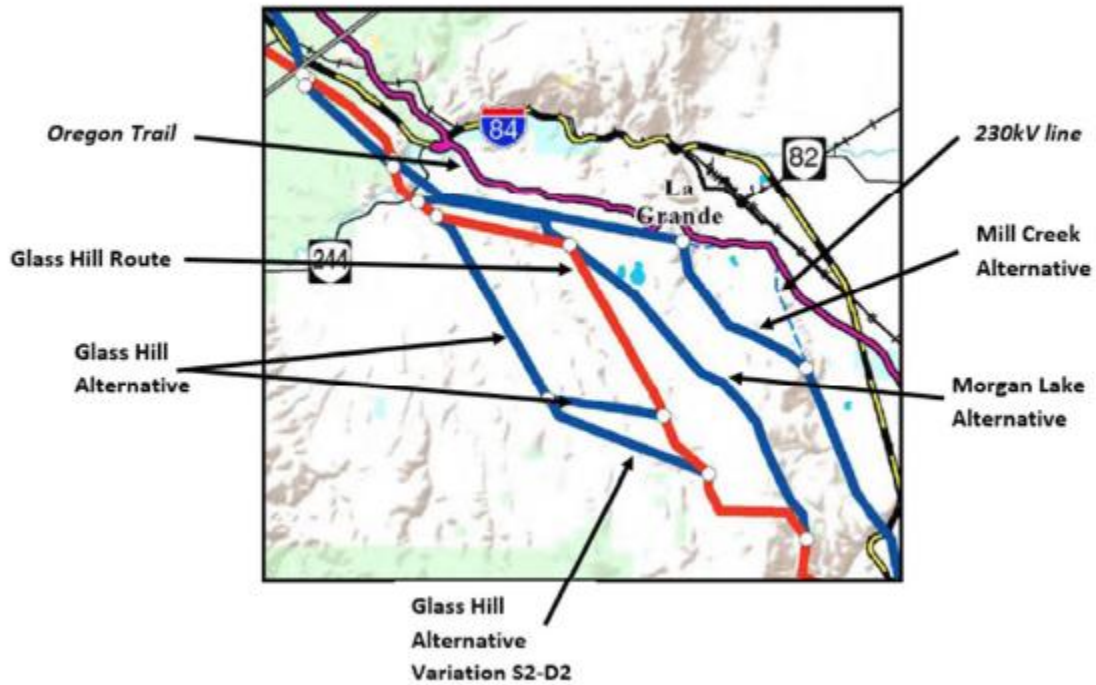 Oregon Trail
84
230kV line
82
La
Grande
Mill Creek
Alternative
244
Glass Hill Route
Glass Hill
Alternative
Morgan Lake
Alternative
Glass Hill
Alternative
Variation S2-D2